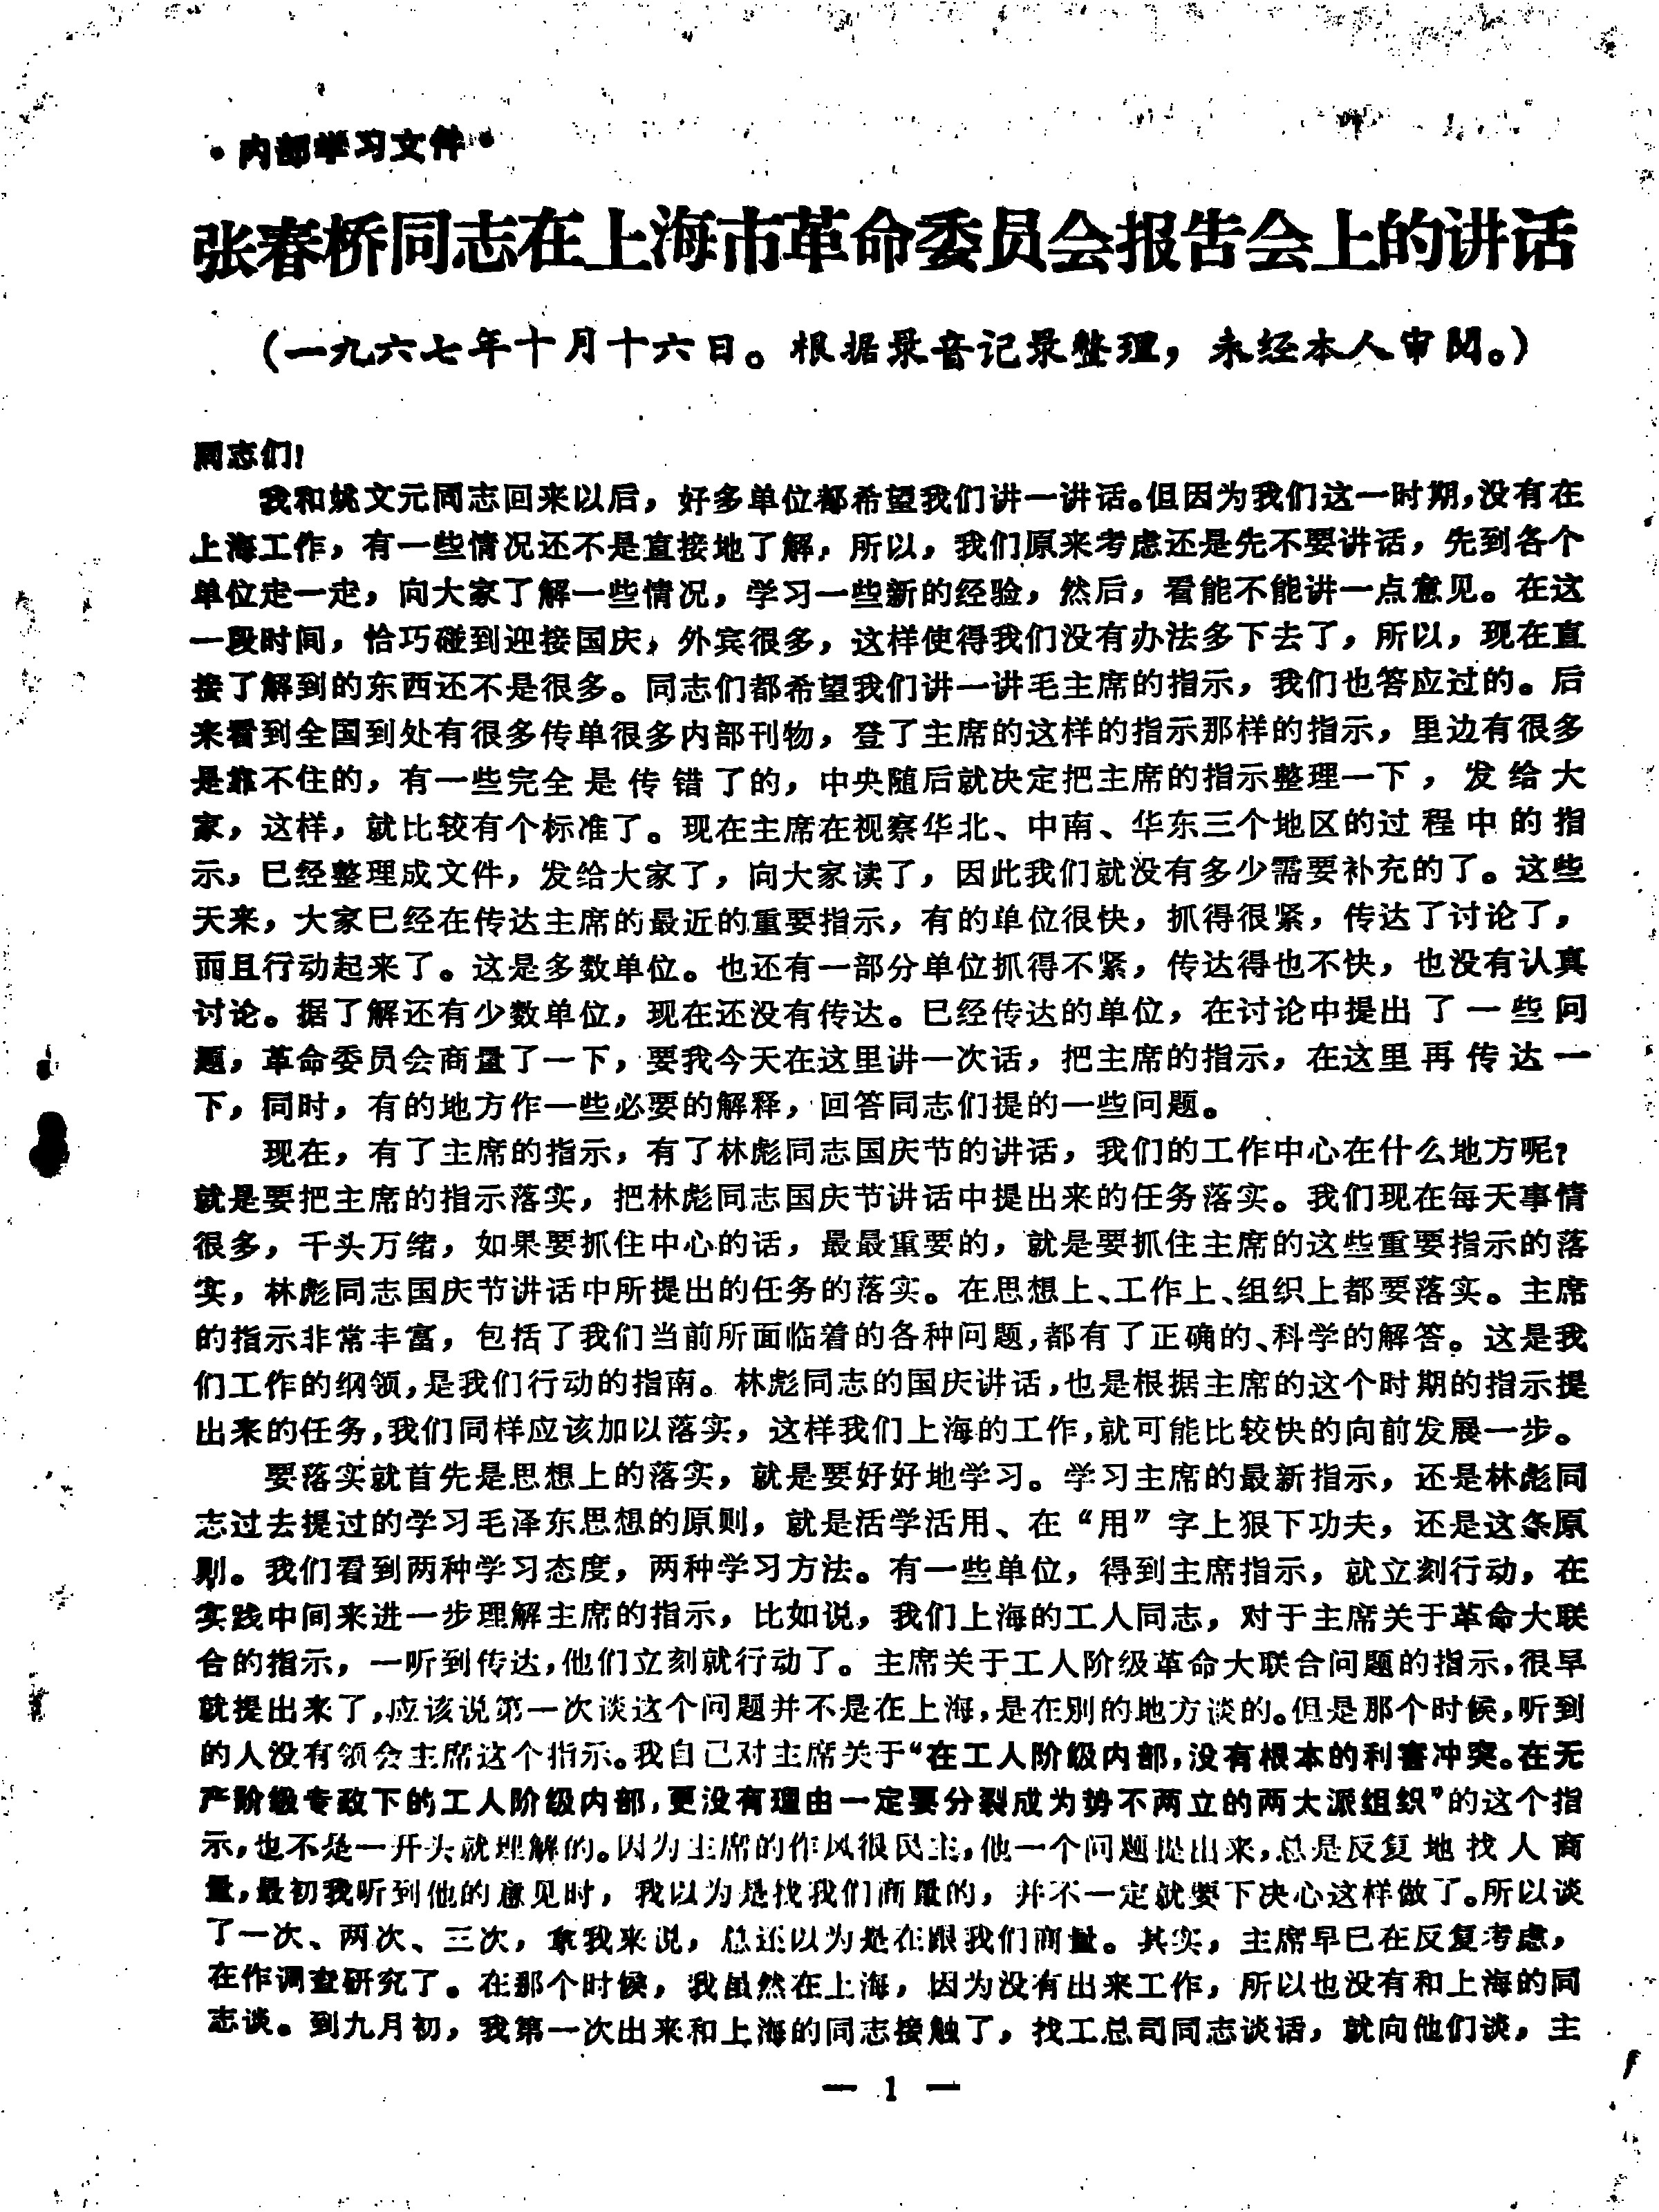 •内部学习文件•
张春桥同志在上海市革命委员会报告会上的讲话
（一九六七年十月十六日。根据录音记录整理，未经本人审阅。）
同志们！
我和姚文元同志回来以后，好多单位都希望我们讲一讲话。但因为我们这一时期，没有在
上海工作，有一些情况还不是直接地了解，所以，我们原来考虑还是先不要讲话，先到各个
单位走一走，向大家了解一些情况，学习一些新的经验，然后，看能不能讲一点意见。在这
一段时间，恰巧碰到迎接国庆，外宾很多，这样使得我们没有办法多下去了，所以，现在直
接了解到的东西还不是很多。同志们都希望我们讲一讲毛主席的指示，我们也答应过的。后
来看到全国到处有很多传单很多内部刊物，登了主席的这样的指示那样的指示，里边有很多
是靠不住的，有一些完全是传错了的，中央随后就决定把主席的指示整理一下，发给大
家，这样，就比较有个标准了。现在主席在视察华北、中南、华东三个地区的过程中的指
示，已经整理成文件，发给大家了，向大家读了，因此我们就没有多少需要补充的了。这些
天来，大家已经在传达主席的最近的重要指示，有的单位很快，抓得很紧，传达了讨论了，
而且行动起来了。这是多数单位。也还有一部分单位抓得不紧，传达得也不快，也没有认真
讨论。据了解还有少数单位，现在还没有传达。已经传达的单位，在讨论中提出了一些问
题，革命委员会商量了一下，要我今天在这里讲一次话，把主席的指示，在这里再传达一
下，同时，有的地方作一些必要的解释，回答同志们提的一些问题。
现在，有了主席的指示，有了林彪同志国庆节的讲话，我们的工作中心在什么地方呢？
就是要把主席的指示落实，把林彪同志国庆节讲话中提出来的任务落实。我们现在每天事情
很多，千头万绪，如果要抓住中心的话，最最重要的，就是要抓住主席的这些重要指示的落
实，林彪同志国庆节讲话中所提出的任务的落实。在思想上、工作上、组织上都要落实。主席
的指示非常丰富，包括了我们当前所面临着的各种问题，都有了正确的、科学的解答。这是我
们工作的纲领，是我们行动的指南。林彪同志的国庆讲话，也是根据主席的这个时期的指示提
出来的任务，我们同样应该加以落实，这样我们上海的工作，就可能比较快的向前发展一步。
要落实就首先是思想上的落实，就是要好好地学习。学习主席的最新指示，还是林彪同
志过去提过的学习毛泽东思想的原则，就是活学活用、在“用”字上狠下功夫，还是这条原
则。我们看到两种学习态度，两种学习方法。有一些单位，得到主席指示，就立刻行动，在
实践中间来进一步理解主席的指示，比如说，我们上海的工人同志，对于主席关于革命大联
合的指示，一听到传达，他们立刻就行动了。主席关于工人阶级革命大联合问题的指示，很早
就提出来了，应该说第一次谈这个问题并不是在上海，是在别的地方谈的。但是那个时候，听到
的人没有领会主席这个指示。我自己对主席关于“在工人阶级内部，没有根本的利害冲突。在无
产阶级专政下的工人阶级内部，更没有理由一定要分裂成为势不两立的两大派组织”的这个指
示，也不是一开头就理解的。因为主席的作风很民主，他一个问题提出来，总是反复地找人商
量，最初我听到他的意见时，我以为是找我们商量的，并不一定就要下决心这样做了。所以谈
了一次、两次、三次，拿我来说，总还以为是在跟我们商量。其实，主席早已在反复考虑，
在作调查研究了。在那个时候，我虽然在上海，因为没有出来工作，所以也没有和上海的同
志谈。到九月初，我第一次出来和上海的同志接触了，找工总司同志谈话，就向他们谈，主
— 1 —